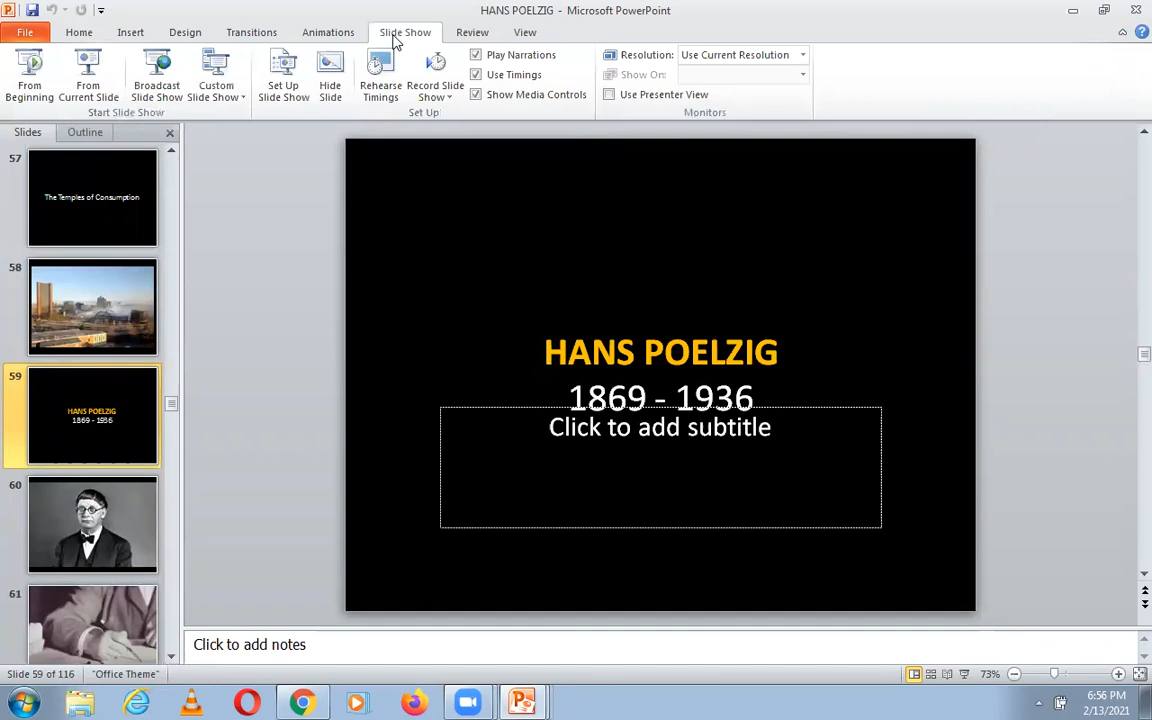 HANS POELZIG - Microsoft PowerPoint
File
Home
Insert
Design
Transitions
Animations
Slide Show
Review
View
From
Beginning
From
Current Slide
Broadcast
Slide Show
Custom
Slide Show
Set Up
Slide Show
Hide
Slide
Rehearse
Timings
Record Slide
Show
Play Narrations
Use Timings
Show Media Controls
Resolution:
Use Current Resolution
Show On:
Use Presenter View
Start Slide Show
Set Up
Monitors
Slides
Outline
57
The Temples of Consumption
58
59
HANS POELZIG
1869 - 1936
60
61
HANS POELZIG
1869 - 1936
Click to add subtitle
Click to add notes
Slide 59 of 116
"Office Theme"
73%
6:56 PM
2/13/2021